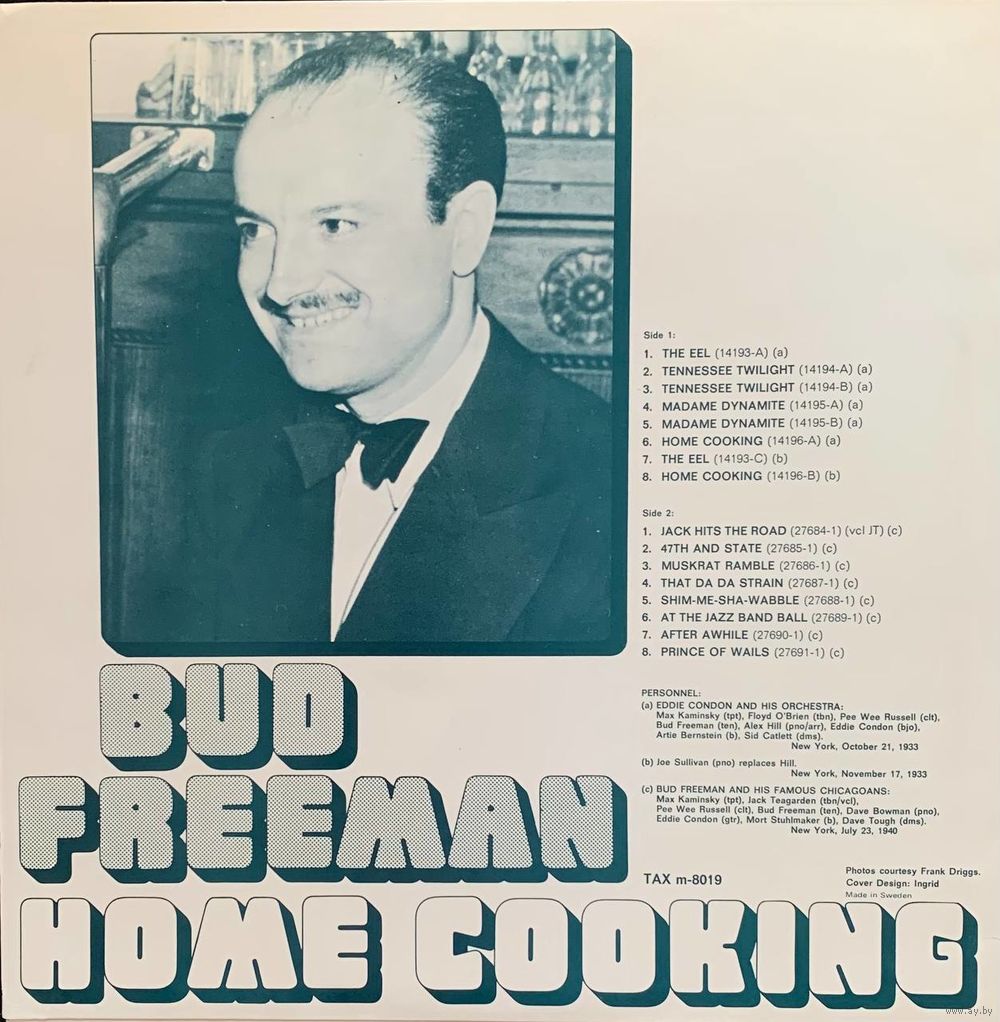 Side 1:
1. THE EEL (14193-A) (a)
2. TENNESSEE TWILIGHT (14194-A) (a)
3. TENNESSEE TWILIGHT (14194-B) (a)
4. MADAME DYNAMITE (14195-A) (a)
5. MADAME DYNAMITE (14195-B) (a)
6. HOME COOKING (14196-A) (a)
7. THE EEL (14193-C) (b)
8. HOME COOKING (14196-B) (b)
Side 2:
1. JACK HITS THE ROAD (27684-1) (vcl JT) (c)
2. 47TH AND STATE (27685-1) (c)
3. MUSKRAT RAMBLE (27686-1) (c)
4. THAT DA DA STRAIN (27687-1) (c)
5. SHIM-ME-SHA-WABBLE (27688-1) (c)
6. AT THE JAZZ BAND BALL (27689-1) (c)
7. AFTER AWHILE (27690-1) (c)
8. PRINCE OF WAILS (27691-1) (c)
PERSONNEL:
(a) EDDIE CONDON AND HIS ORCHESTRA:
Max Kaminsky (tpt), Floyd O'Brien (tbn), Pee Wee Russell (clt),
Bud Freeman (ten), Alex Hill (pno/arr), Eddie Condon (bjo),
Artie Bernstein (b), Sid Catlett (dms).
New York, October 21, 1933
(b) Joe Sullivan (pno) replaces Hill.
New York, November 17, 1933
(c) BUD FREEMAN AND HIS FAMOUS CHICAGOANS:
Max Kaminsky (tpt), Jack Teagarden (tbn/vcl),
Pee Wee Russell (clt), Bud Freeman (ten), Dave Bowman (pno),
Eddie Condon (gtr), Mort Stuhlmaker (b), Dave Tough (dms).
New York, July 23, 1940
TAX m-8019
Photos courtesy Frank Driggs.
Cover Design: Ingrid
Made in Sweden
BUD
FREEMAN
HOME COOKING
www.ay.by